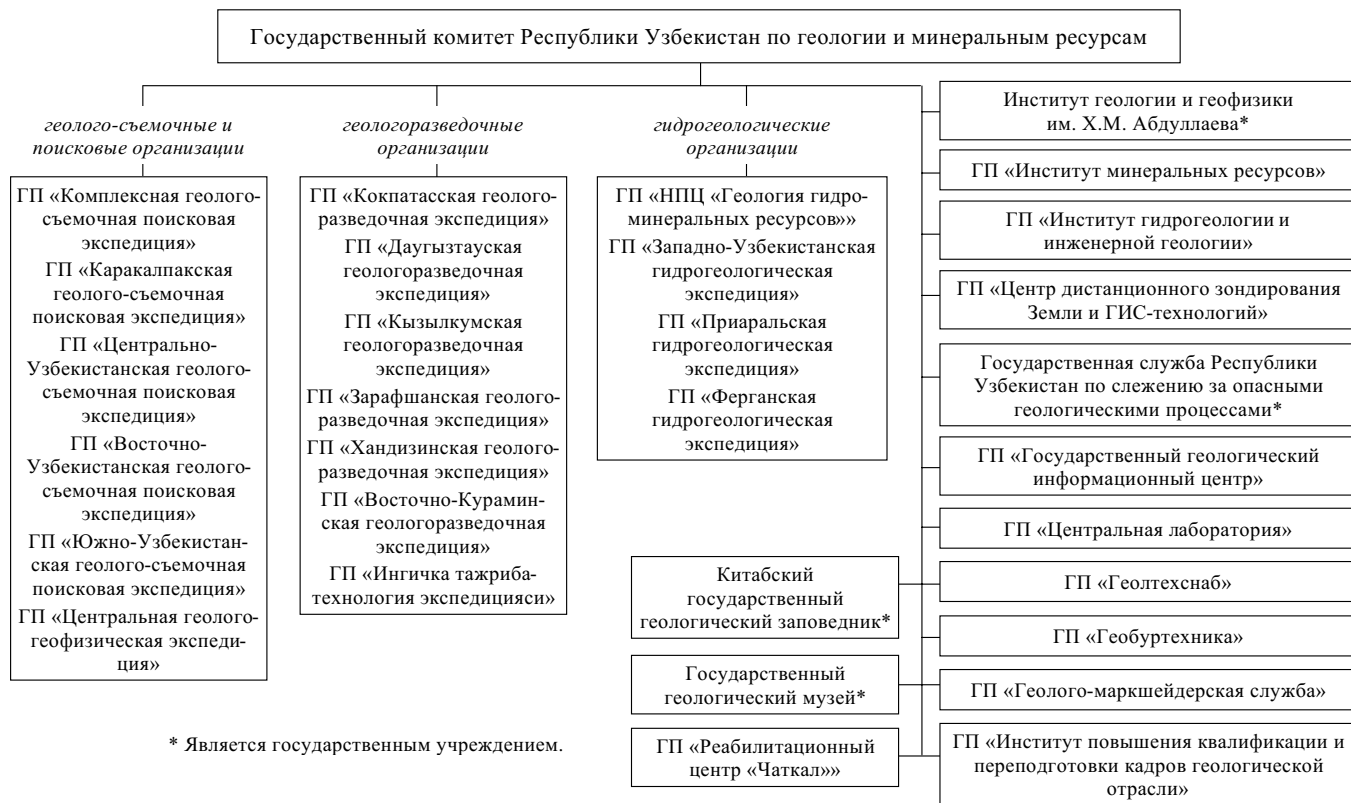 Государственный комитет Республики Узбекистан по геологии и минеральным ресурсам
геолого-съемочные и
поисковые организации
ГП «Комплексная геолого-
съемочная поисковая
экспедиция»
ГП «Каракалпакская
геолого-съемочная
поисковая экспедиция»
ГП «Центрально-
Узбекистанская геолого-
съемочная поисковая
экспедиция»
ГП «Восточно-
Узбекистанская геолого-
съемочная поисковая
экспедиция»
ГП «Южно-Узбекистан-
ская геолого-съемочная
поисковая экспедиция»
ГП «Центральная геолого-
геофизическая экспеди-
ция»
геологоразведочные
организации
ГП «Кокпатасская геолого-
разведочная экспедиция»
ГП «Даугызтауская
геологоразведочная
экспедиция»
ГП «Кызылкумская
геологоразведочная
экспедиция»
ГП «Зарафшанская геолого-
разведочная экспедиция»
ГП «Хандизинская геолого-
разведочная экспедиция»
ГП «Восточно-Курамин-
ская геологоразведочная
экспедиция»
ГП «Ингичка тажриба-
технология экспедицияси»
гидрогеологические
организации
ГП «НПЦ «Геология гидро-
минеральных ресурсов»»
ГП «Западно-Узбекистанская
гидрогеологическая
экспедиция»
ГП «Приаральская
гидрогеологическая
экспедиция»
ГП «Ферганская
гидрогеологическая
экспедиция»
Институт геологии и геофизики
им. Х.М. Абдуллаева*
ГП «Институт минеральных ресурсов»
ГП «Институт гидрогеологии и
инженерной геологии»
ГП «Центр дистанционного зондирования
Земли и ГИС-технологий»
Государственная служба Республики
Узбекистан по слежению за опасными
геологическими процессами*
ГП «Государственный геологический
информационный центр»
ГП «Центральная лаборатория»
ГП «Геолтехснаб»
ГП «Геобуртехника»
ГП «Геолого-маркшейдерская служба»
ГП «Институт повышения квалификации и
переподготовки кадров геологической
отрасли»
Китабский
государственный
геологический заповедник*
Государственный
геологический музей*
ГП «Реабилитационный
центр «Чаткал»»
* Является государственным учреждением.